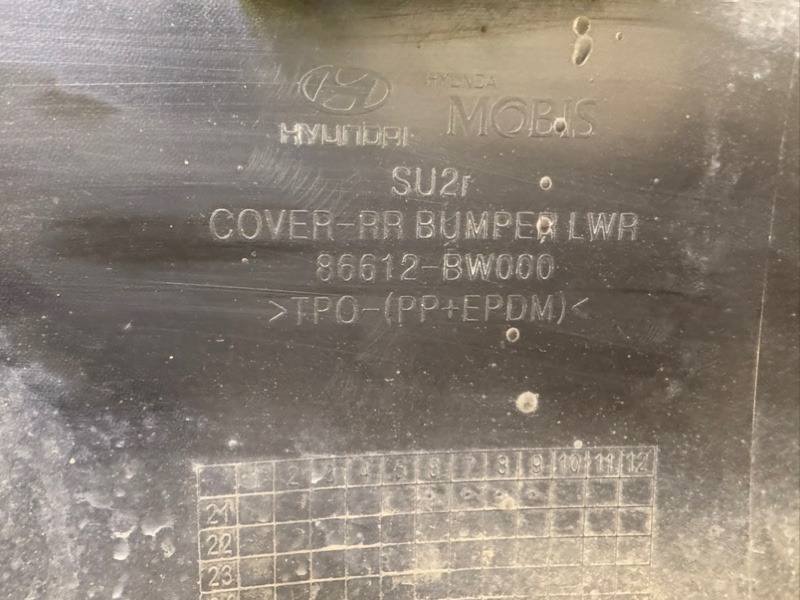 HYUNDAI
HYUNDAI
MOBIS
SU2r
COVER-RR BUMPER LWR
86612-BW000
>TPO-(PP+EPDM)<
1 2 3 4 5 6 7 8 9 10 11 12
21
22
23